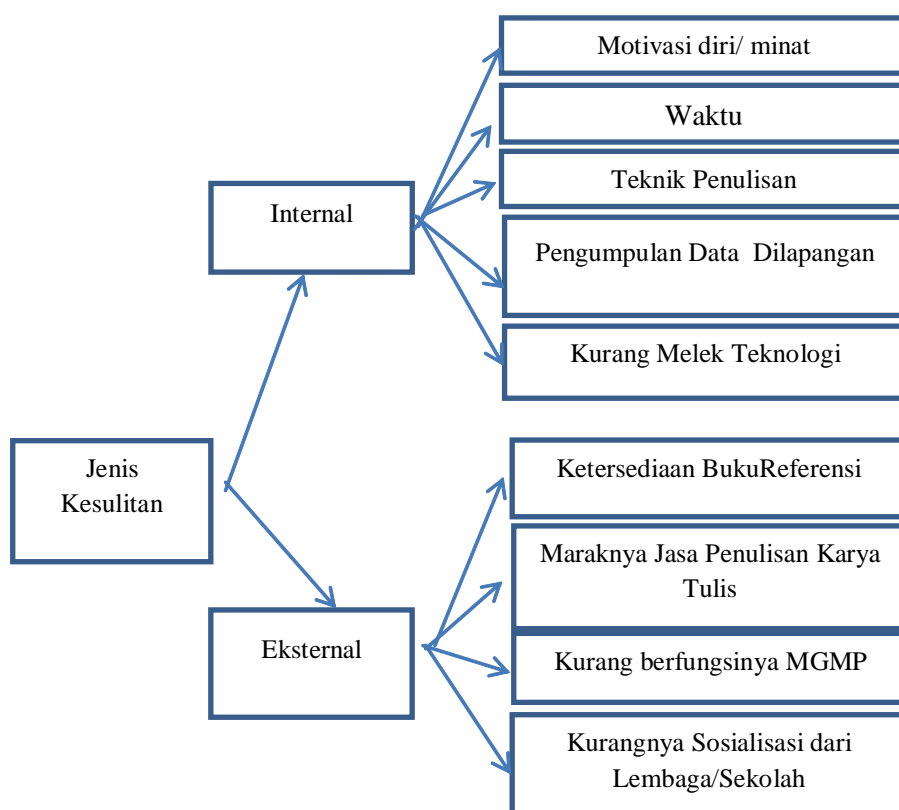 Motivasi diri/ minat
Waktu
Teknik Penulisan
Internal
Pengumpulan Data  Dilapangan
Kurang Melek Teknologi
Jenis
Kesulitan
Ketersediaan BukuReferensi
Maraknya Jasa Penulisan Karya
Tulis
Eksternal
Kurang berfungsinya MGMP
Kurangnya Sosialisasi dari
Lembaga/Sekolah